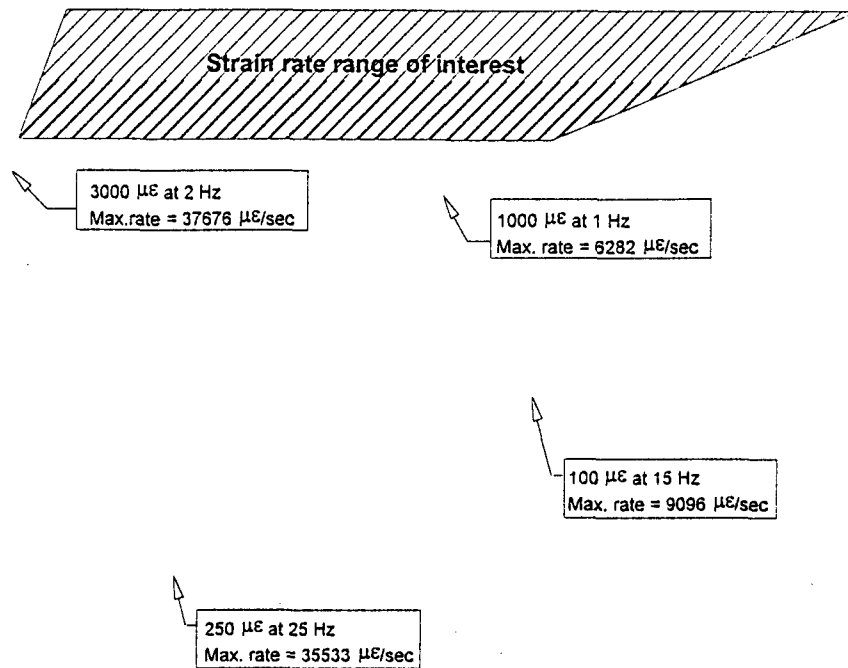 Strain rate range of interest
3000 με at 2 Hz
Max.rate = 37676 με/sec
1000 με at 1 Hz
Max. rate = 6282 με/sec
100 με at 15 Hz
Max. rate = 9096 με/sec
250 με at 25 Hz
Max. rate = 35533 με/sec